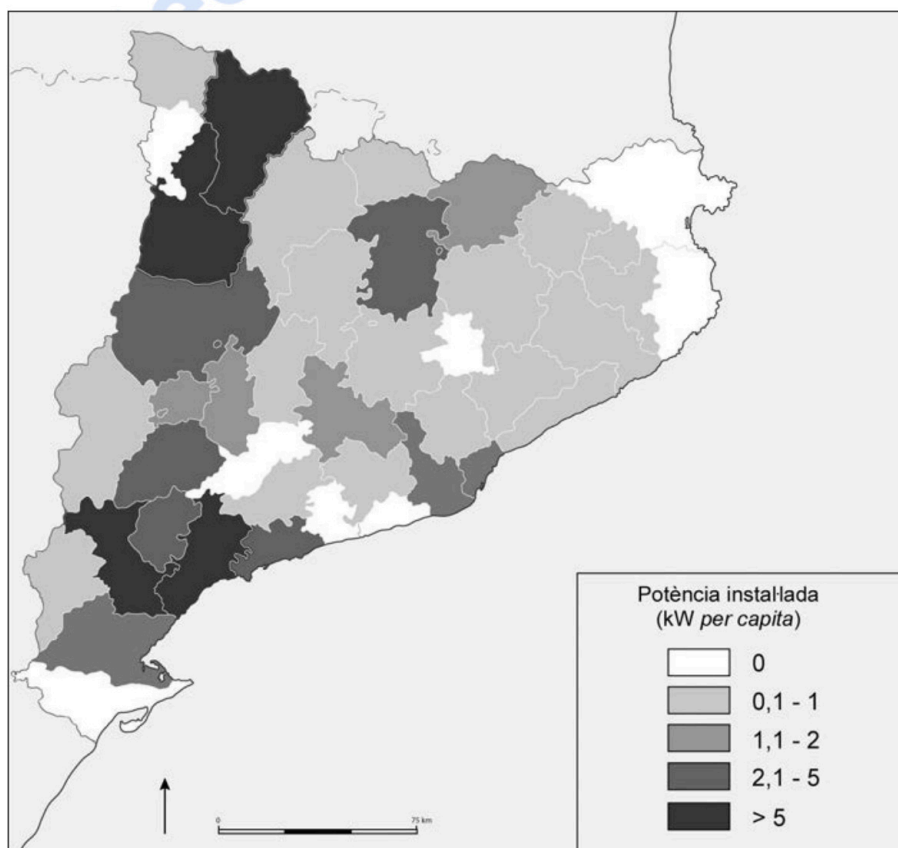 75 km
0
Potència instal·lada
(kW per capita)
0
0,1 - 1
1,1 - 2
2,1 - 5
> 5